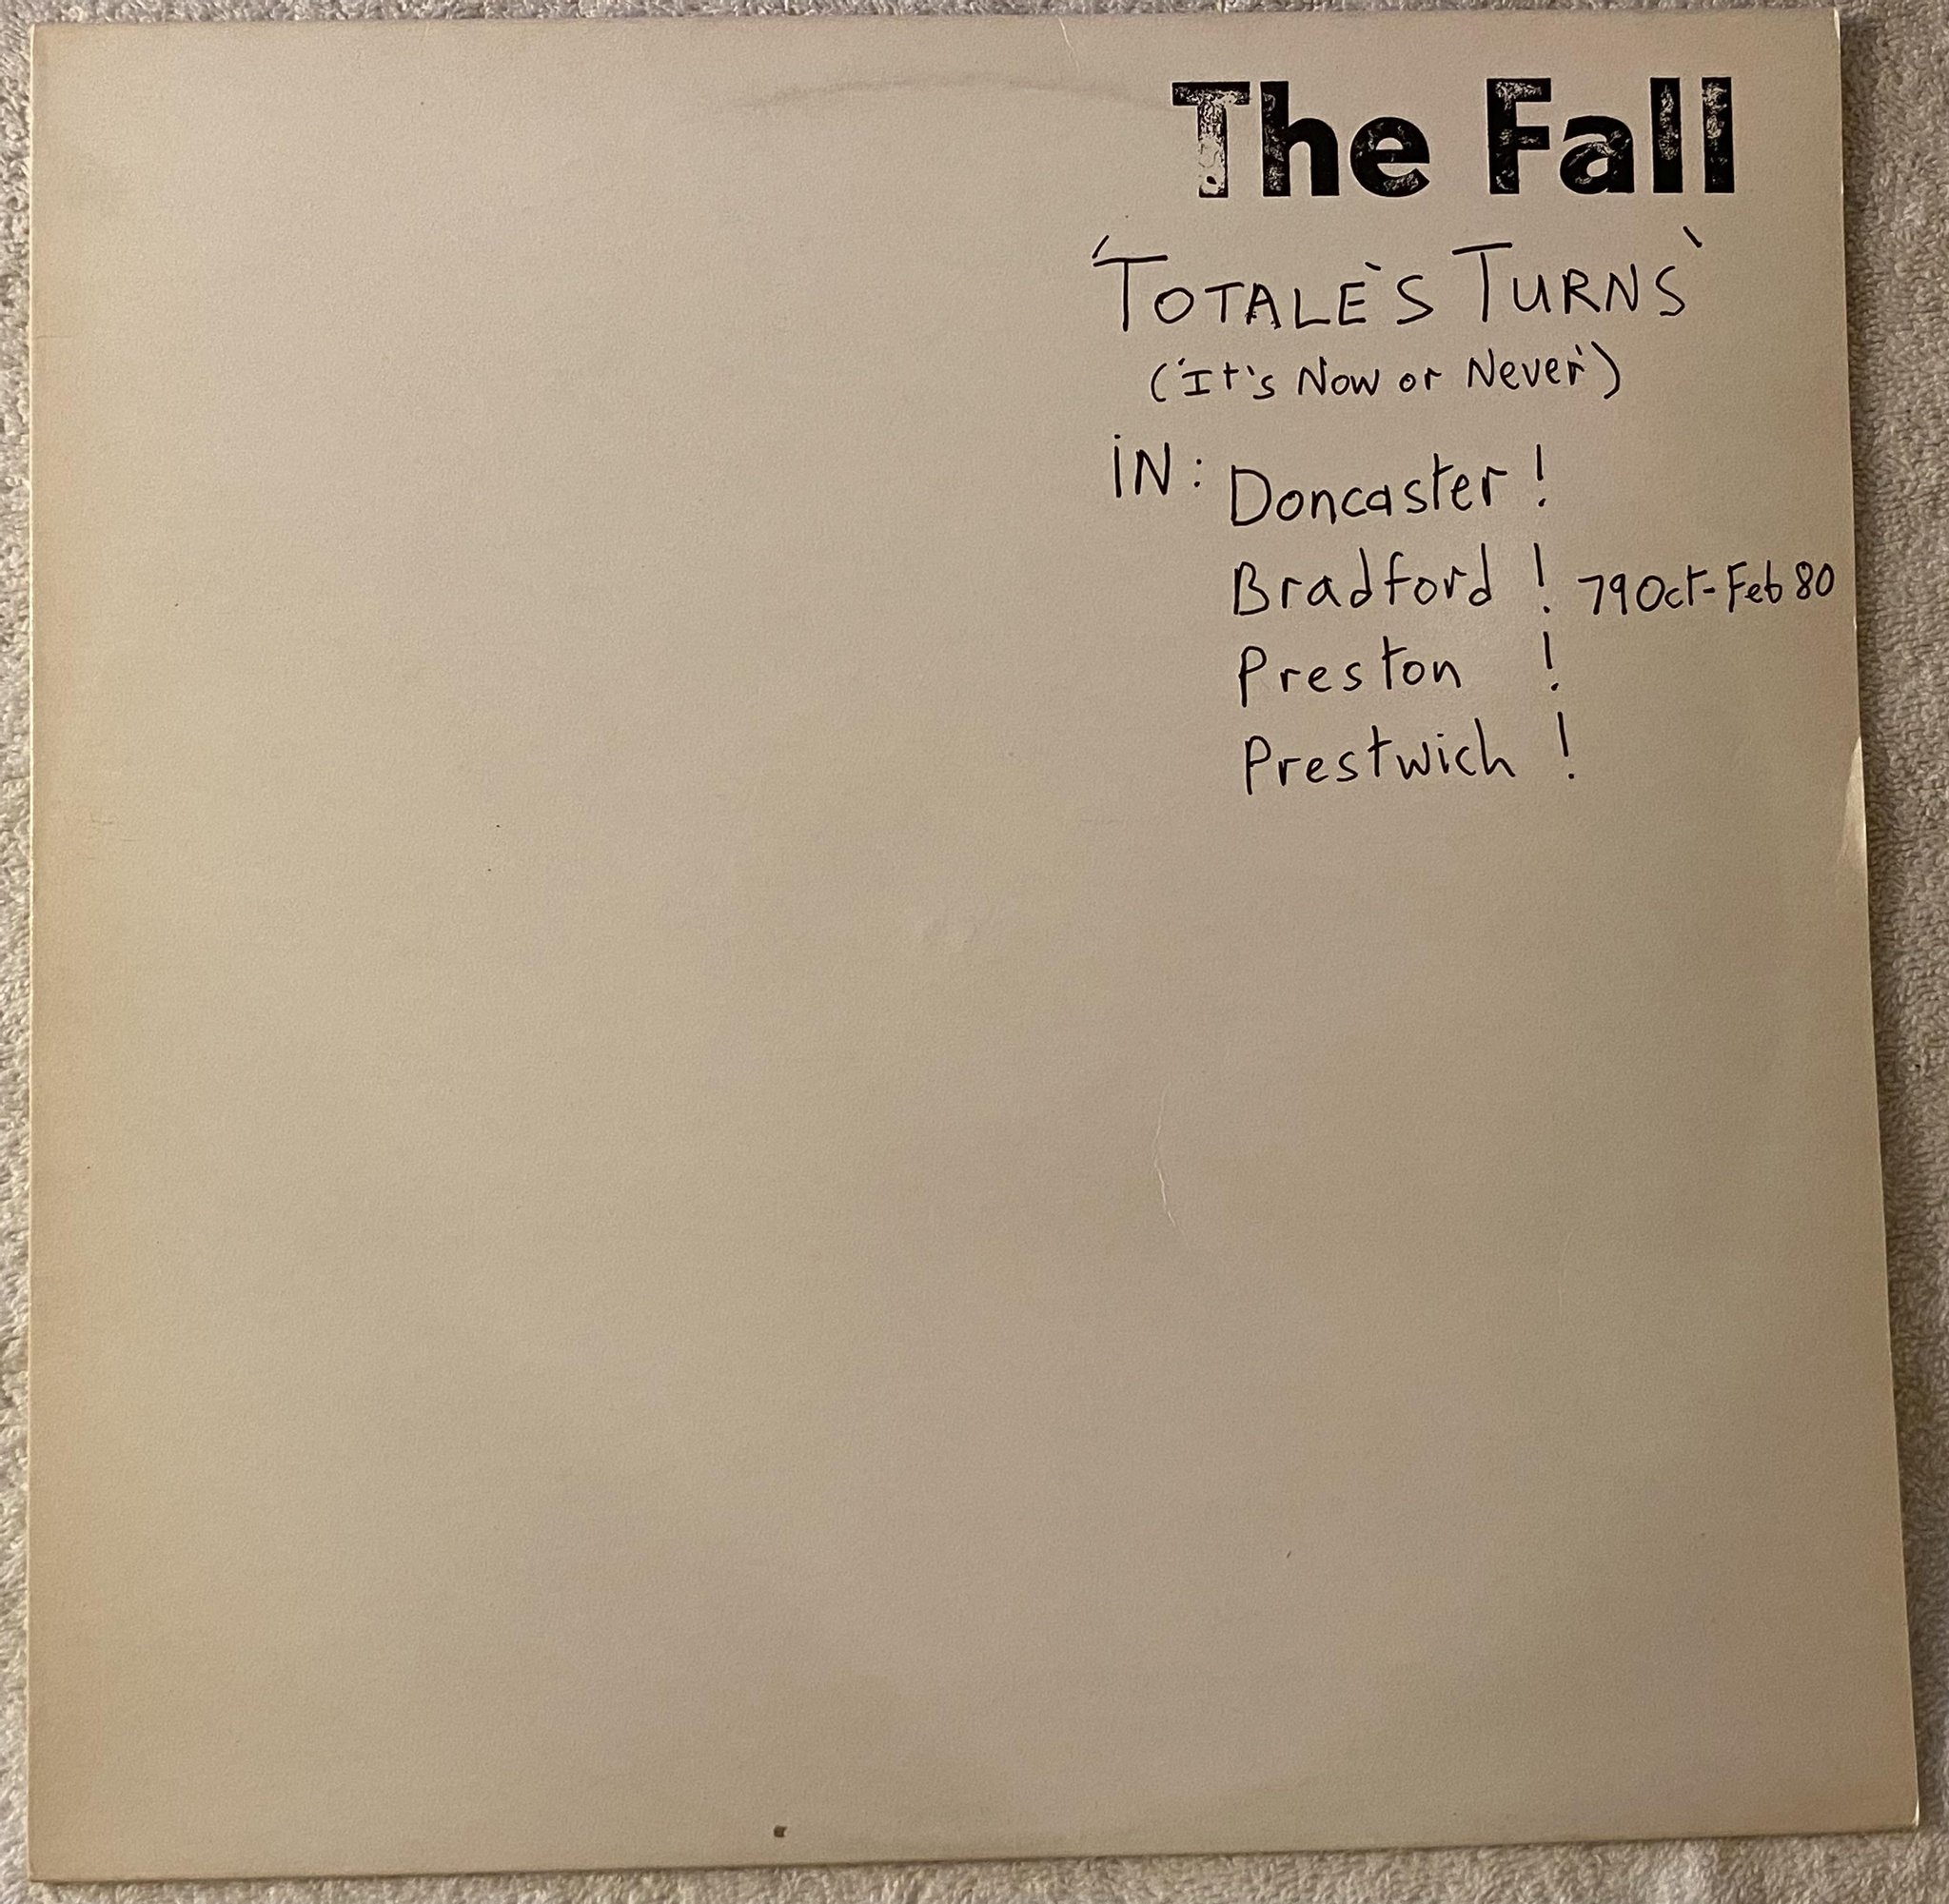 The Fall
'TOTALE`S TURNS`
('It's Now or Never')
iN: Doncaster !
Bradford ! 79 Oct-Feb 80
Preston !
Prestwich !